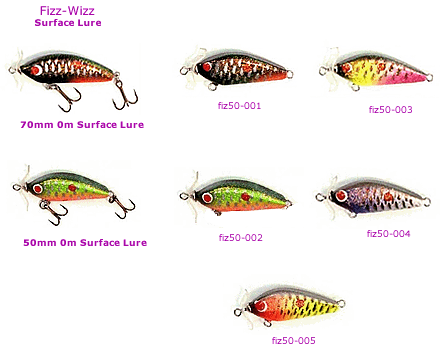 Fizz-Wizz
Surface Lure
fiz50-001
fiz50-003
70mm 0m Surface Lure
fiz50-002
fiz50-004
50mm 0m Surface Lure
fiz50-005